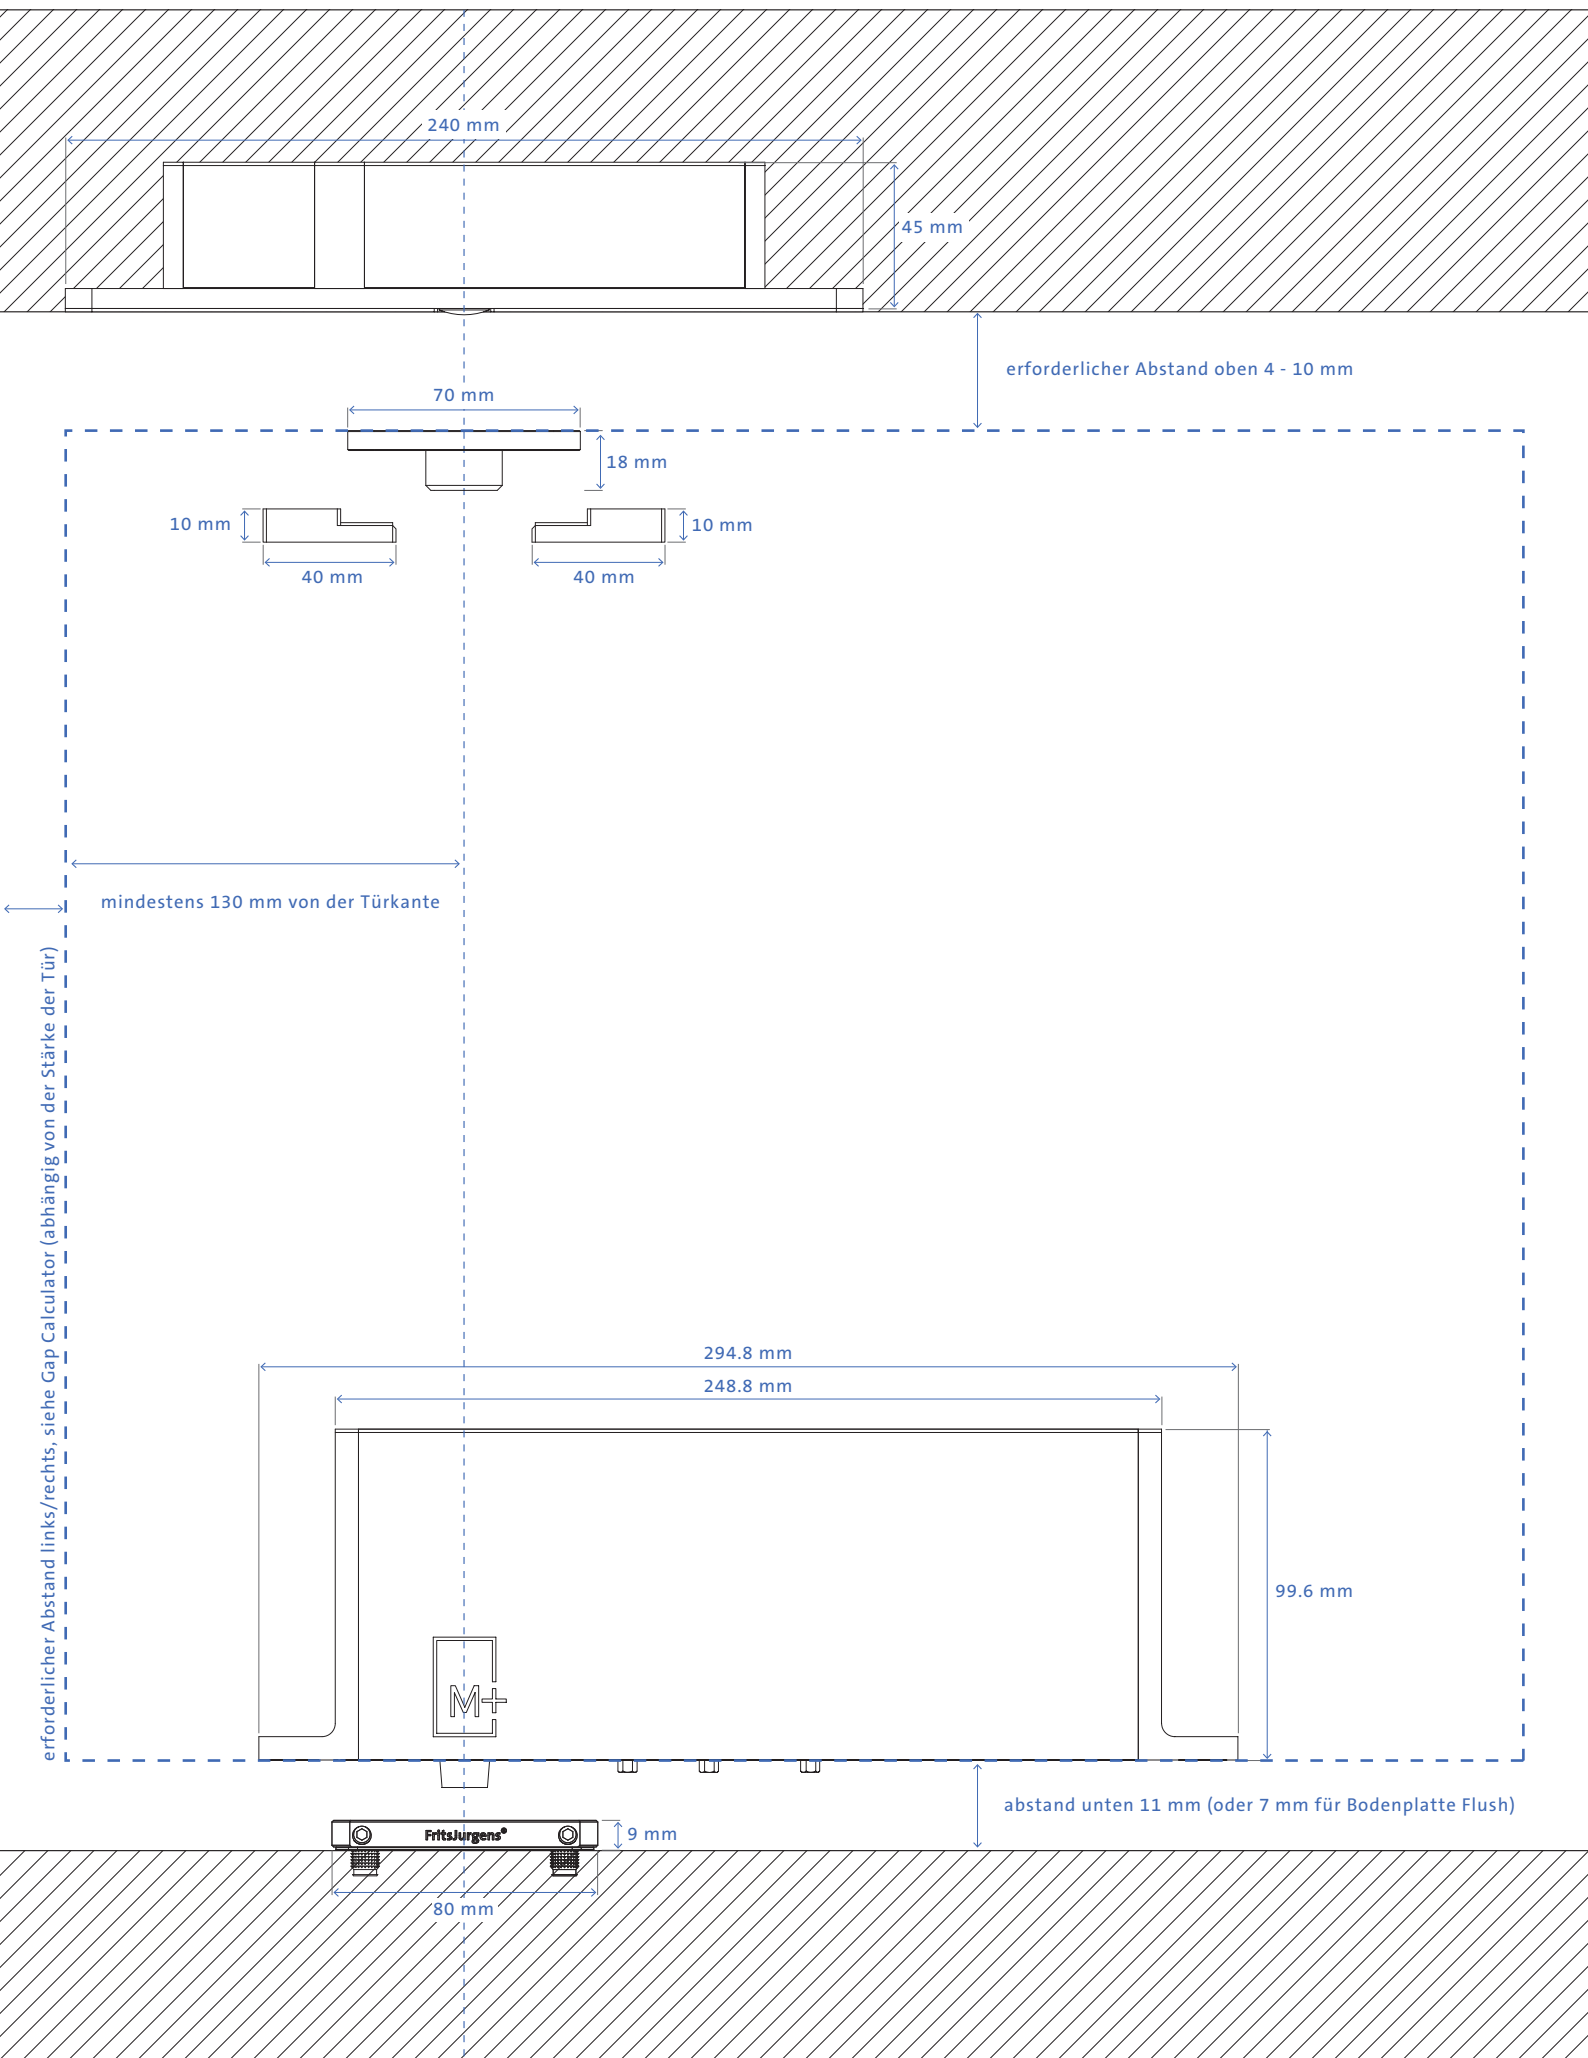 240 mm
45 mm
erforderlicher Abstand oben 4 - 10 mm
70 mm
18 mm
10 mm
10 mm
40 mm
40 mm
mindestens 130 mm von der Türkante
erforderlicher Abstand links/rechts, siehe Gap Calculator (abhängig von der Stärke der Tür)
294.8 mm
248.8 mm
99.6 mm
M+
abstand unten 11 mm (oder 7 mm für Bodenplatte Flush)
FritsJurgens®
9 mm
80 mm